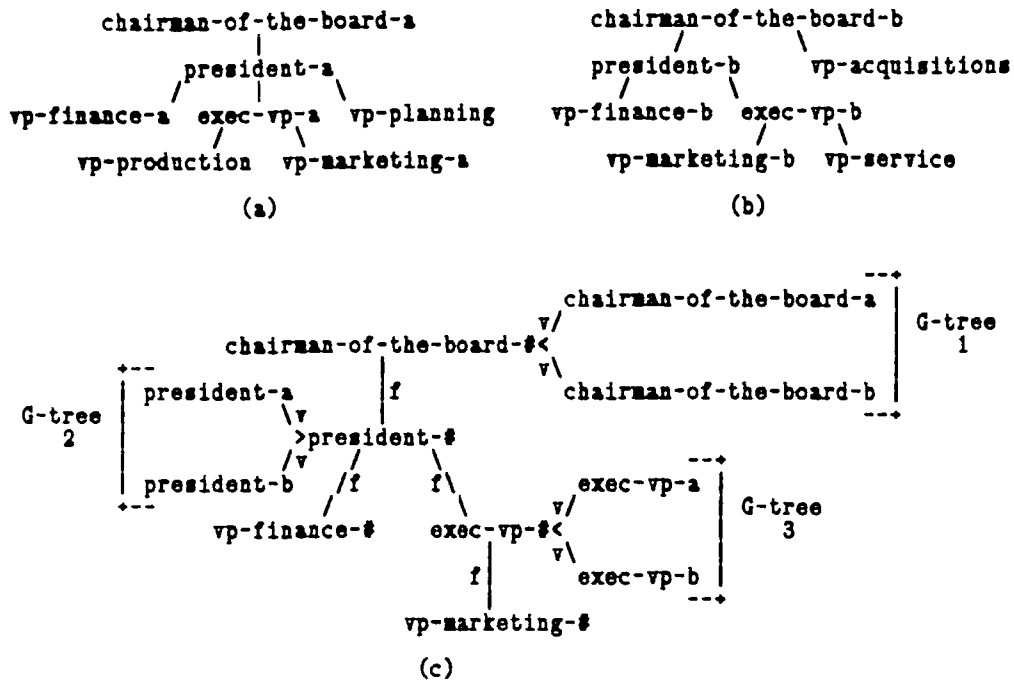 chairman-of-the-board-a
president-a
vp-finance-a exec-vp-a vp-planning
vp-production vp-marketing-a
(a)
chairman-of-the-board-b
president-b vp-acquisitions
vp-finance-b exec-vp-b
vp-marketing-b vp-service
(b)
chairman-of-the-board-a
v
G-tree
1
chairman-of-the-board-#<
v
chairman-of-the-board-b
president-a
f
G-tree
2
v
>president-#
v
president-b
f f
exec-vp-a
v
G-tree
3
vp-finance-# exec-vp-#<
v
f
exec-vp-b
vp-marketing-#
(c)